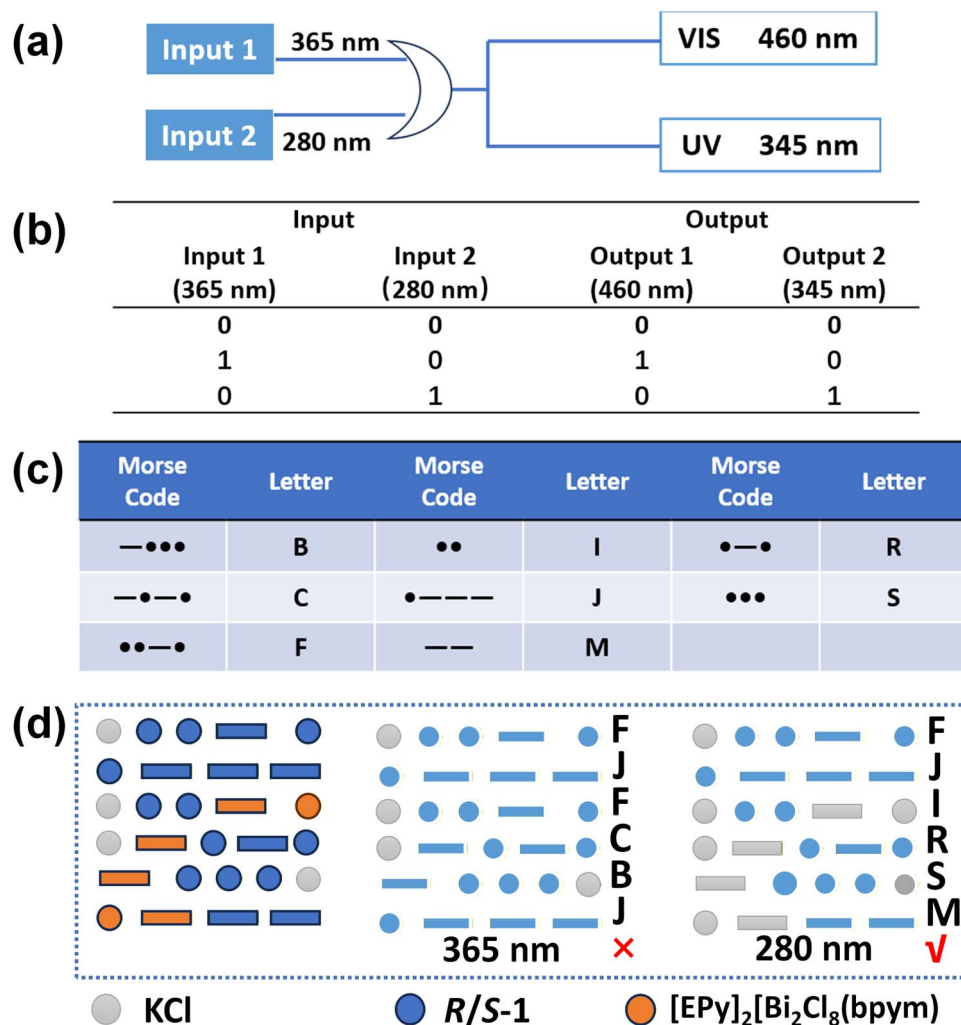 (a)
Input 1 365 nm VIS 460 nm
Input 2 280 nm UV 345 nm
(b)
Input Output
Input 1 Input 2 Output 1 Output 2
(365 nm) (280 nm) (460 nm) (345 nm)
0 0 0 0
1 0 1 0
0 1 0 1
(c)
Morse Code Letter Morse Code Letter Morse Code Letter
—••• B •• I •—• R
—•—• C •——— J ••• S
••—• F —— M
(d)
F F
J J
F I
C R
B S
J M
365 nm × 280 nm √
KCl R/S-1 [EPy]₂[Bi₂Cl₈(bpym)